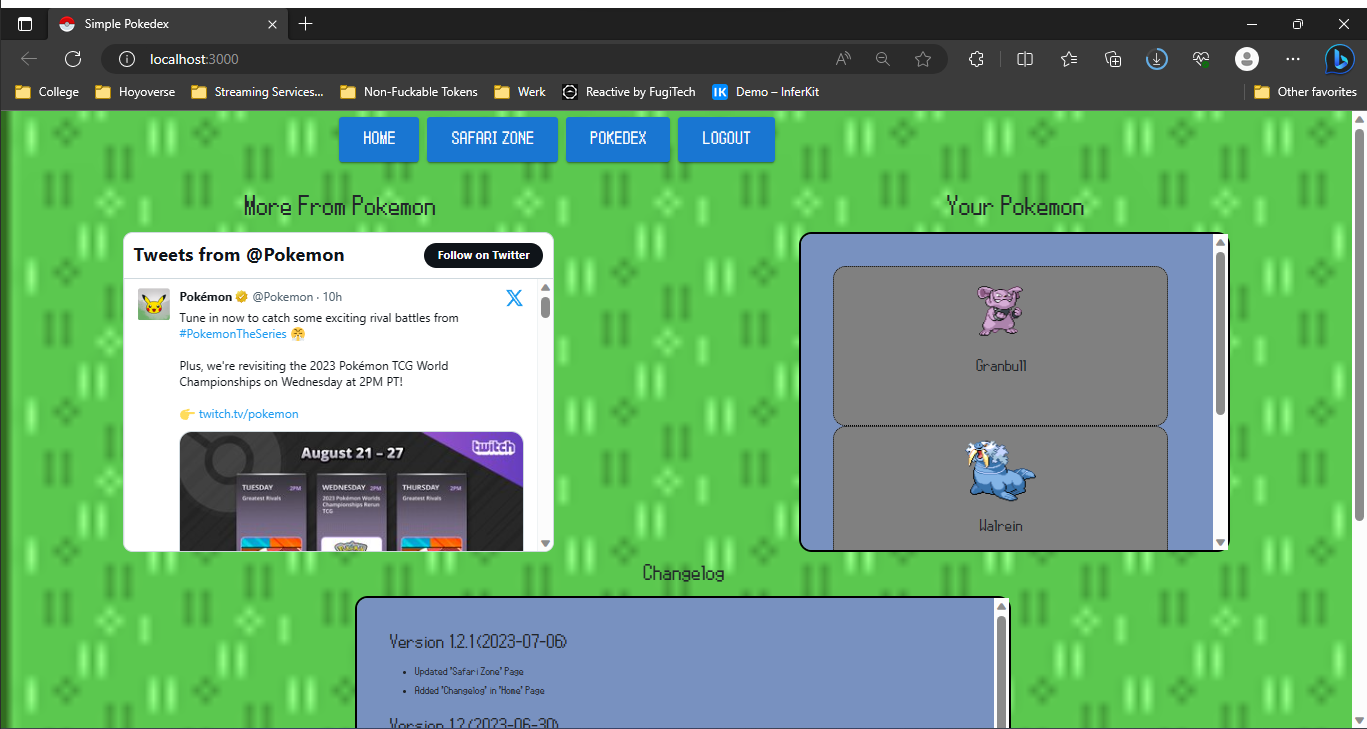 Simple Pokedex
localhost:3000
College
Hoyoverse
Streaming Services...
Non-Fuckable Tokens
Werk
Reactive by FugiTech
IK
Demo – InferKit
Other favorites
HOME
SAFARI ZONE
POKEDEX
LOGOUT
More From Pokemon
Your Pokemon
Tweets from @Pokemon
Follow on Twitter
Pokémon @Pokemon · 10h
Tune in now to catch some exciting rival battles from
#PokemonTheSeries 😤
Plus, we're revisiting the 2023 Pokémon TCG World
Championships on Wednesday at 2PM PT!
👉 twitch.tv/pokemon
twitch
August 21 – 27
TUESDAY 2PM
Greatest Rivals
WEDNESDAY 2PM
2023 Pokémon Worlds
Championships Rerun
TCG
THURSDAY 2PM
Greatest Rivals
Granbull
Walrein
Changelog
Version 1.2.1(2023-07-06)
• Updated "Safari Zone" Page
• Added "Changelog" in "Home" Page
Version 1.2 (2023-06-30)